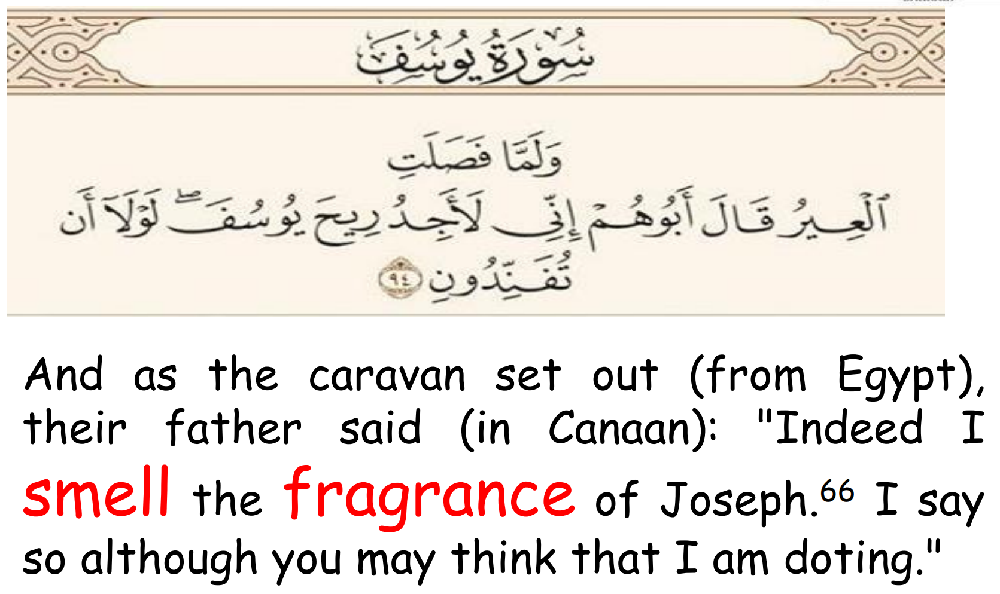 سُورَةُ يُوسُفَ
وَلَمَّا فَصَلَتِ
ٱلْعِيرُ قَالَ أَبُوهُمْ إِنِّى لَأَجِدُ رِيحَ يُوسُفَ ۖ لَوْلَآ أَن
تُفَنِّدُونِ ٩٤
And as the caravan set out (from Egypt),
their father said (in Canaan): "Indeed I
smell the fragrance of Joseph.⁶⁶ I say
so although you may think that I am doting."